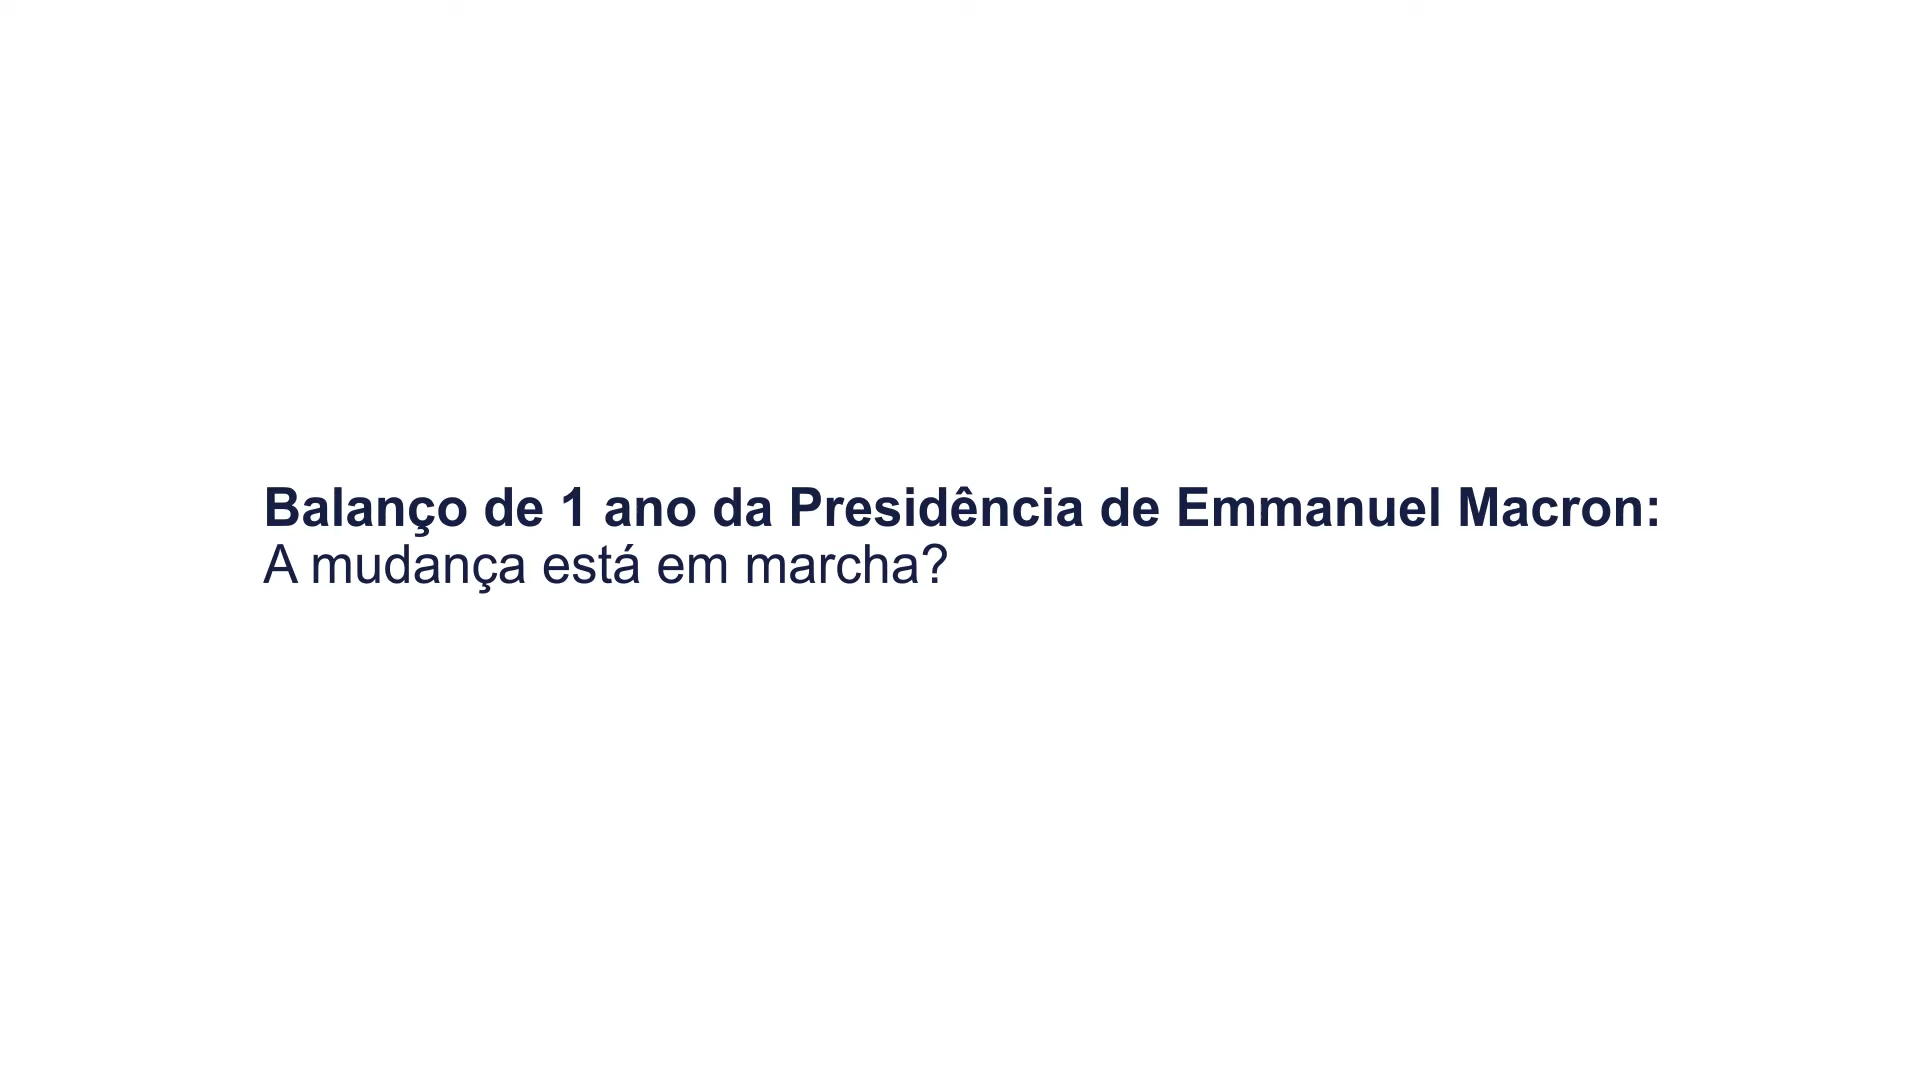 Balanço de 1 ano da Presidência de Emmanuel Macron:
A mudança está em marcha?